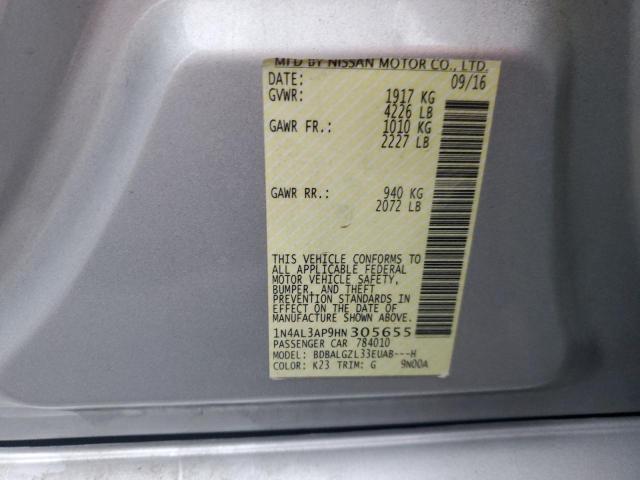 MFD BY NISSAN MOTOR CO., LTD.
DATE: 09/16
GVWR: 1917 KG
4226 LB
GAWR FR.: 1010 KG
2227 LB
GAWR RR.: 940 KG
2072 LB
THIS VEHICLE CONFORMS TO
ALL APPLICABLE FEDERAL
MOTOR VEHICLE SAFETY,
BUMPER, AND THEFT
PREVENTION STANDARDS IN
EFFECT ON THE DATE OF
MANUFACTURE SHOWN ABOVE.
1N4AL3AP9HN305655
PASSENGER CAR 784010
MODEL: BDBALGZL33EUAB---H
COLOR: K23 TRIM: G 9N00A